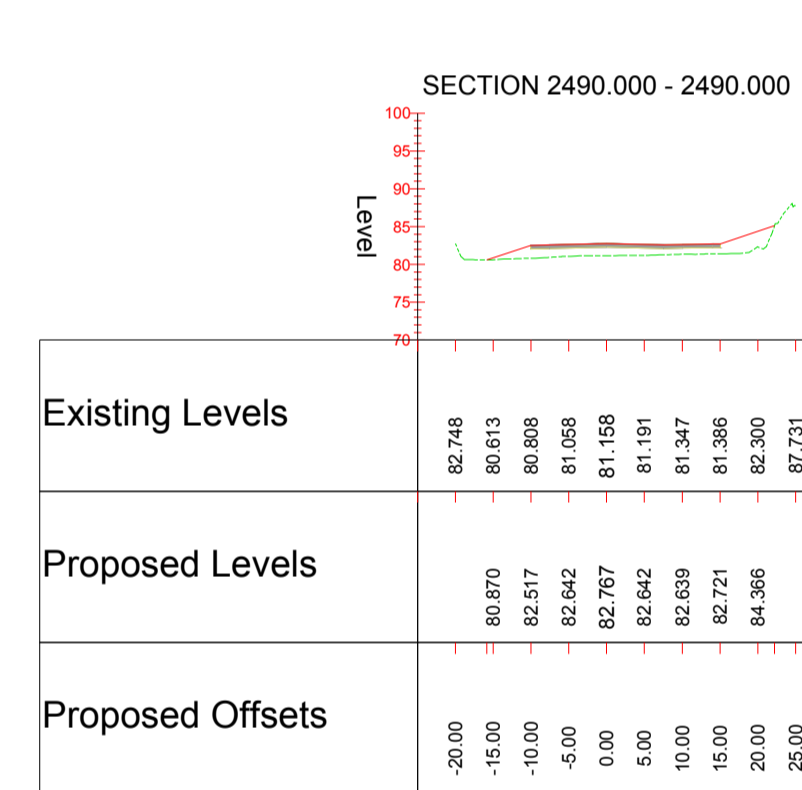 SECTION 2490.000 - 2490.000
100
95
90
85
80
75
70
Level
Existing Levels
82.748 80.613 80.808 81.058 81.158 81.191 81.347 81.386 82.300 87.731
Proposed Levels
80.870 82.517 82.642 82.767 82.642 82.639 82.721 84.366
Proposed Offsets
-20.00 -15.00 -10.00 -5.00 0.00 5.00 10.00 15.00 20.00 25.00